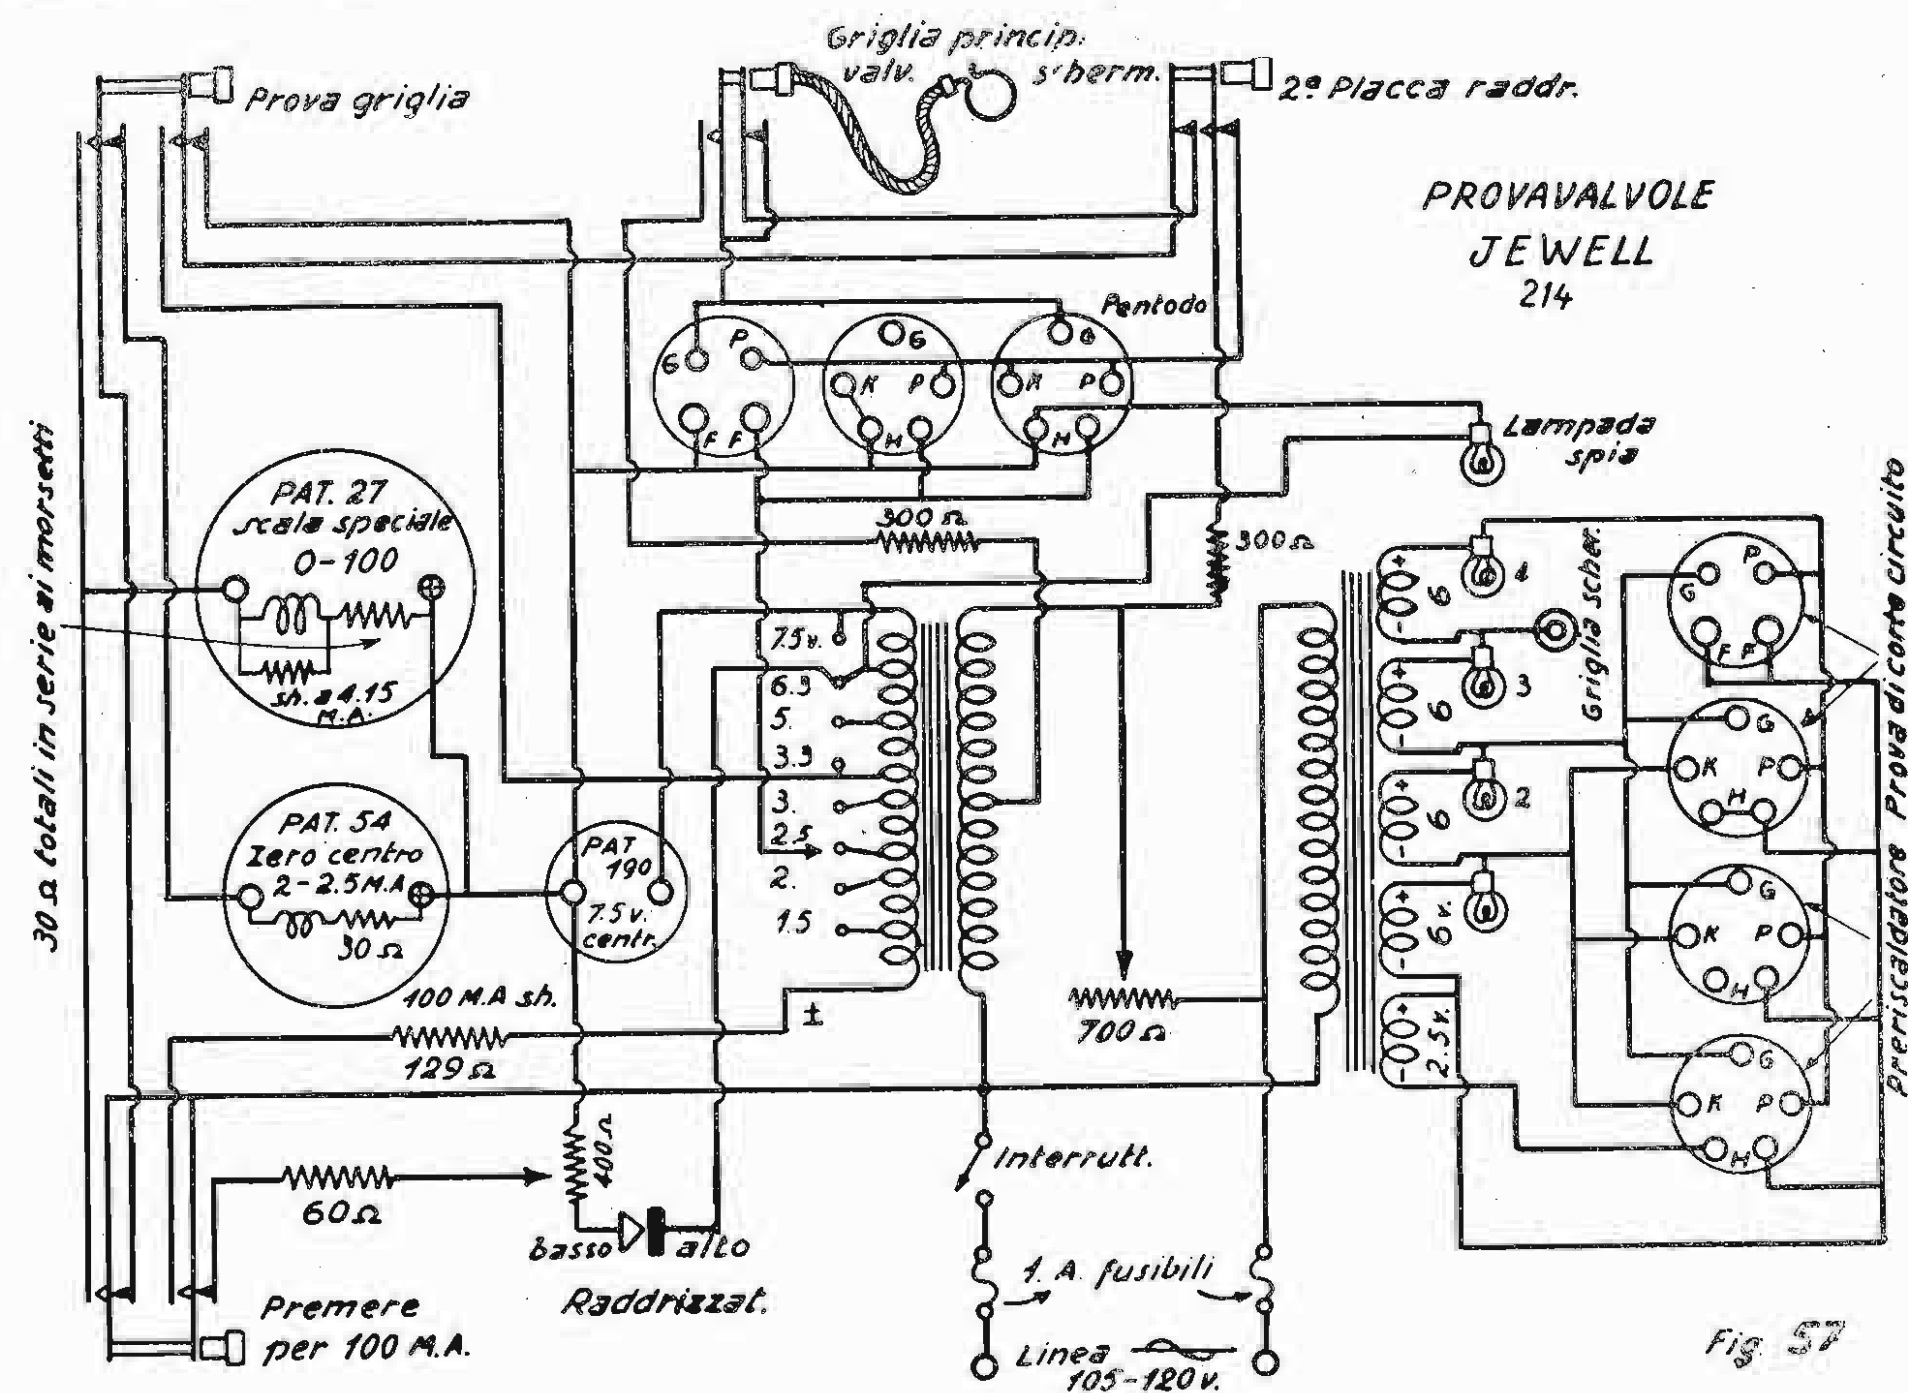 Griglia princip.
valv. scherm.
Prova griglia
2ª Placca raddr.
PROVAVALVOLE
JEWELL
214
Pentodo
G P F F
G K P H
G K P H
Lampada
spia
30 Ω totali in serie ai morsetti
PAT. 27
scala speciale
0-100
sh. a 4.15
M.A.
300 Ω
300 Ω
7.5 v.
6.3
5.
3.3
3.
2.5
2.
1.5
±
PAT. 54
Zero centro
2-2.5 M.A
30 Ω
PAT
190
7.5 v.
centr.
100 M.A sh.
129 Ω
700 Ω
+ 6 - 4
Griglia scher.
+ 6 - 3
+ 6 - 2
+ 6 v. -
+ 2.5 v. -
G P F F
G K P H
G K P H
G K P H
Preriscaldatore Prova di corto circuito
60 Ω
400 Ω
basso alto
Raddrizzat.
Interrutt.
1. A. fusibili
Premere
per 100 M.A.
Linea
105-120 v.
Fig. 57